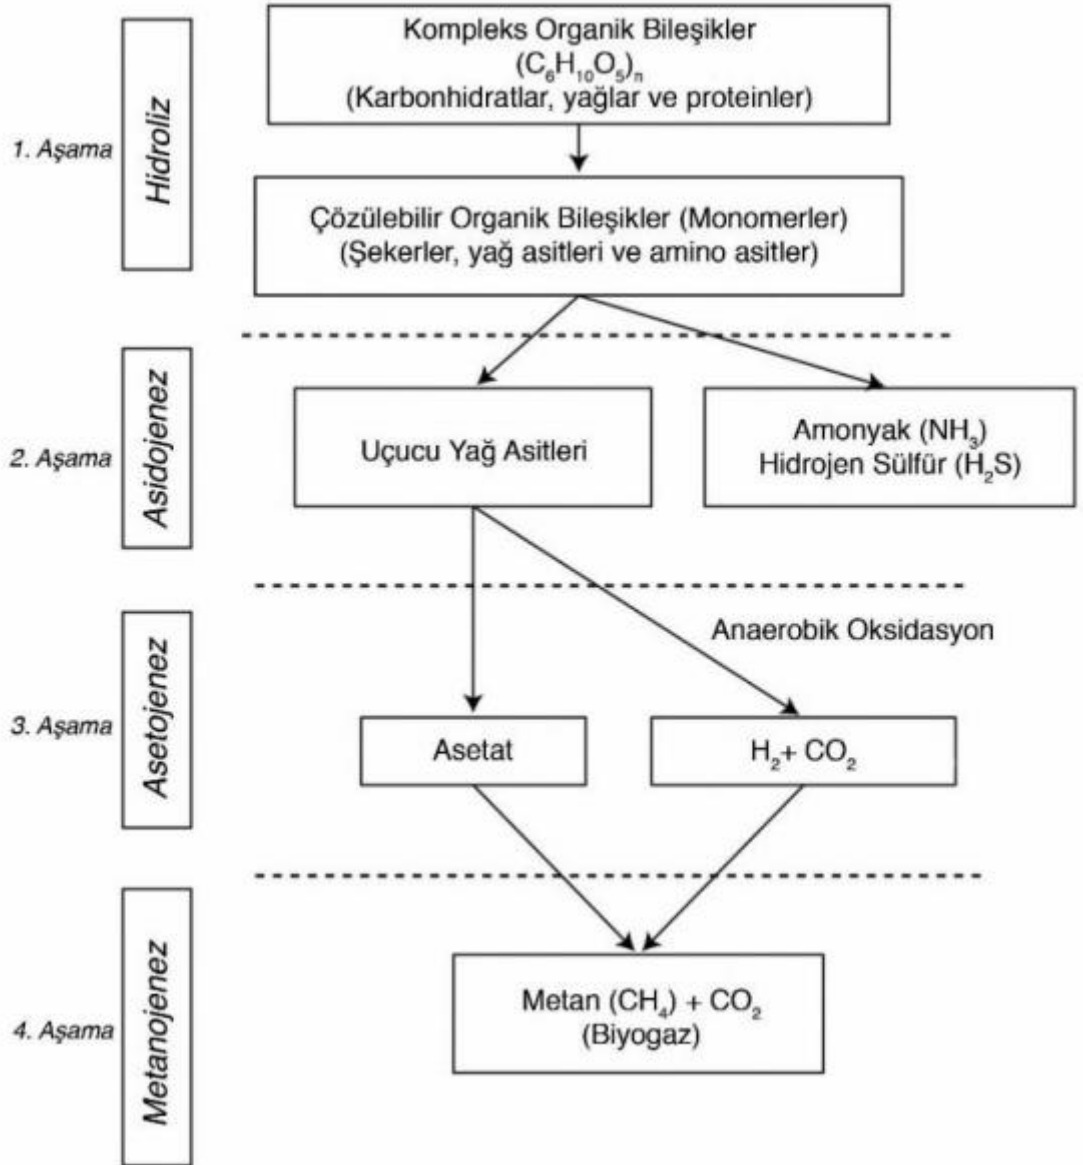 Kompleks Organik Bileşikler
(C₆H₁₀O₅)ₙ
(Karbonhidratlar, yağlar ve proteinler)
1. Aşama
Hidroliz
Çözülebilir Organik Bileşikler (Monomerler)
(Şekerler, yağ asitleri ve amino asitler)
2. Aşama
Asidojenez
Uçucu Yağ Asitleri
Amonyak (NH₃)
Hidrojen Sülfür (H₂S)
Anaerobik Oksidasyon
3. Aşama
Asetojenez
Asetat
H₂+ CO₂
4. Aşama
Metanojenez
Metan (CH₄) + CO₂
(Biyogaz)